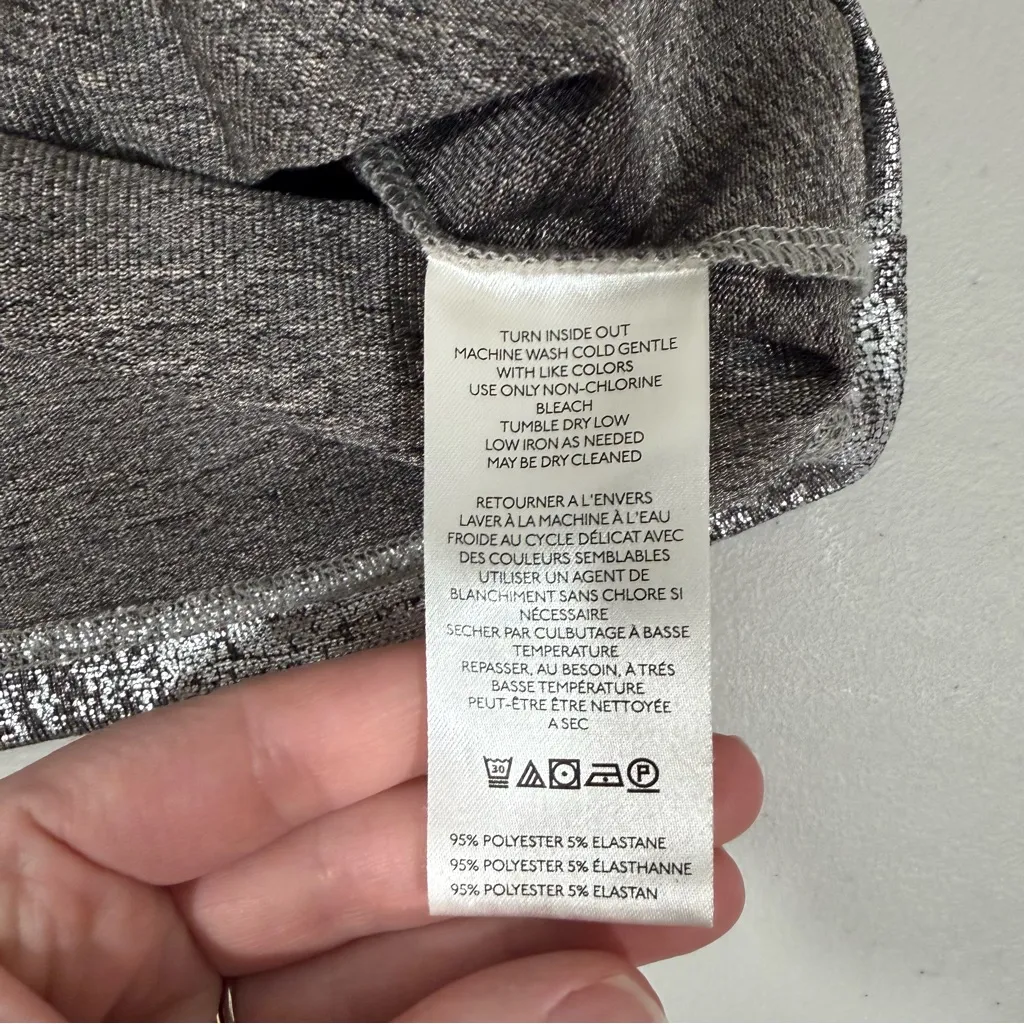 TURN INSIDE OUT
MACHINE WASH COLD GENTLE
WITH LIKE COLORS
USE ONLY NON-CHLORINE
BLEACH
TUMBLE DRY LOW
LOW IRON AS NEEDED
MAY BE DRY CLEANED
RETOURNER A L'ENVERS
LAVER À LA MACHINE À L'EAU
FROIDE AU CYCLE DÉLICAT AVEC
DES COULEURS SEMBLABLES
UTILISER UN AGENT DE
BLANCHIMENT SANS CHLORE SI
NÉCESSAIRE
SECHER PAR CULBUTAGE À BASSE
TEMPERATURE
REPASSER, AU BESOIN, À TRÉS
BASSE TEMPÉRATURE
PEUT-ÊTRE ÊTRE NETTOYÉE
A SEC
30 P
95% POLYESTER 5% ELASTANE
95% POLYESTER 5% ÉLASTHANNE
95% POLYESTER 5% ELASTAN